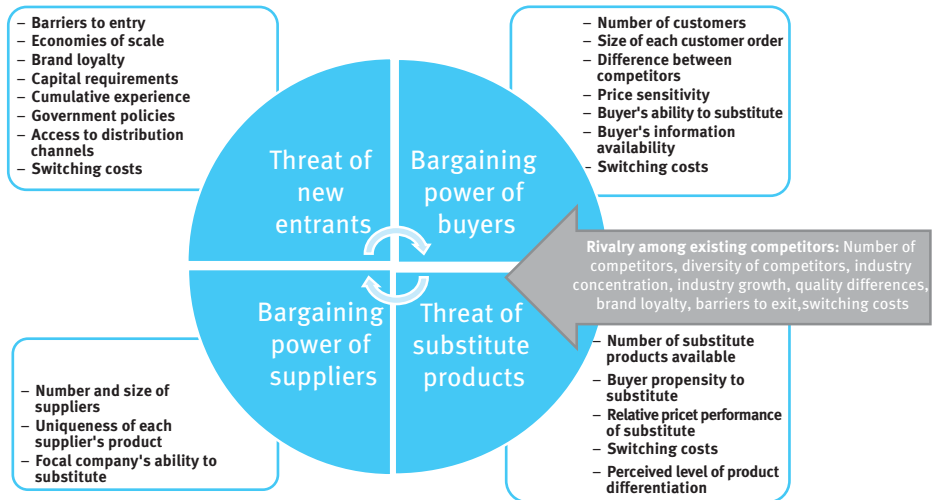 – Barriers to entry
– Economies of scale
– Brand loyalty
– Capital requirements
– Cumulative experience
– Government policies
– Access to distribution
channels
– Switching costs
– Number of customers
– Size of each customer order
– Difference between
competitors
– Price sensitivity
– Buyer's ability to substitute
– Buyer's information
availability
– Switching costs
Threat of
new
entrants
Bargaining
power of
buyers
Rivalry among existing competitors: Number of
competitors, diversity of competitors, industry
concentration, industry growth, quality differences,
brand loyalty, barriers to exit,switching costs
Bargaining
power of
suppliers
Threat of
substitute
products
– Number and size of
suppliers
– Uniqueness of each
supplier's product
– Focal company's ability to
substitute
– Number of substitute
products available
– Buyer propensity to
substitute
– Relative pricet performance
of substitute
– Switching costs
– Perceived level of product
differentiation